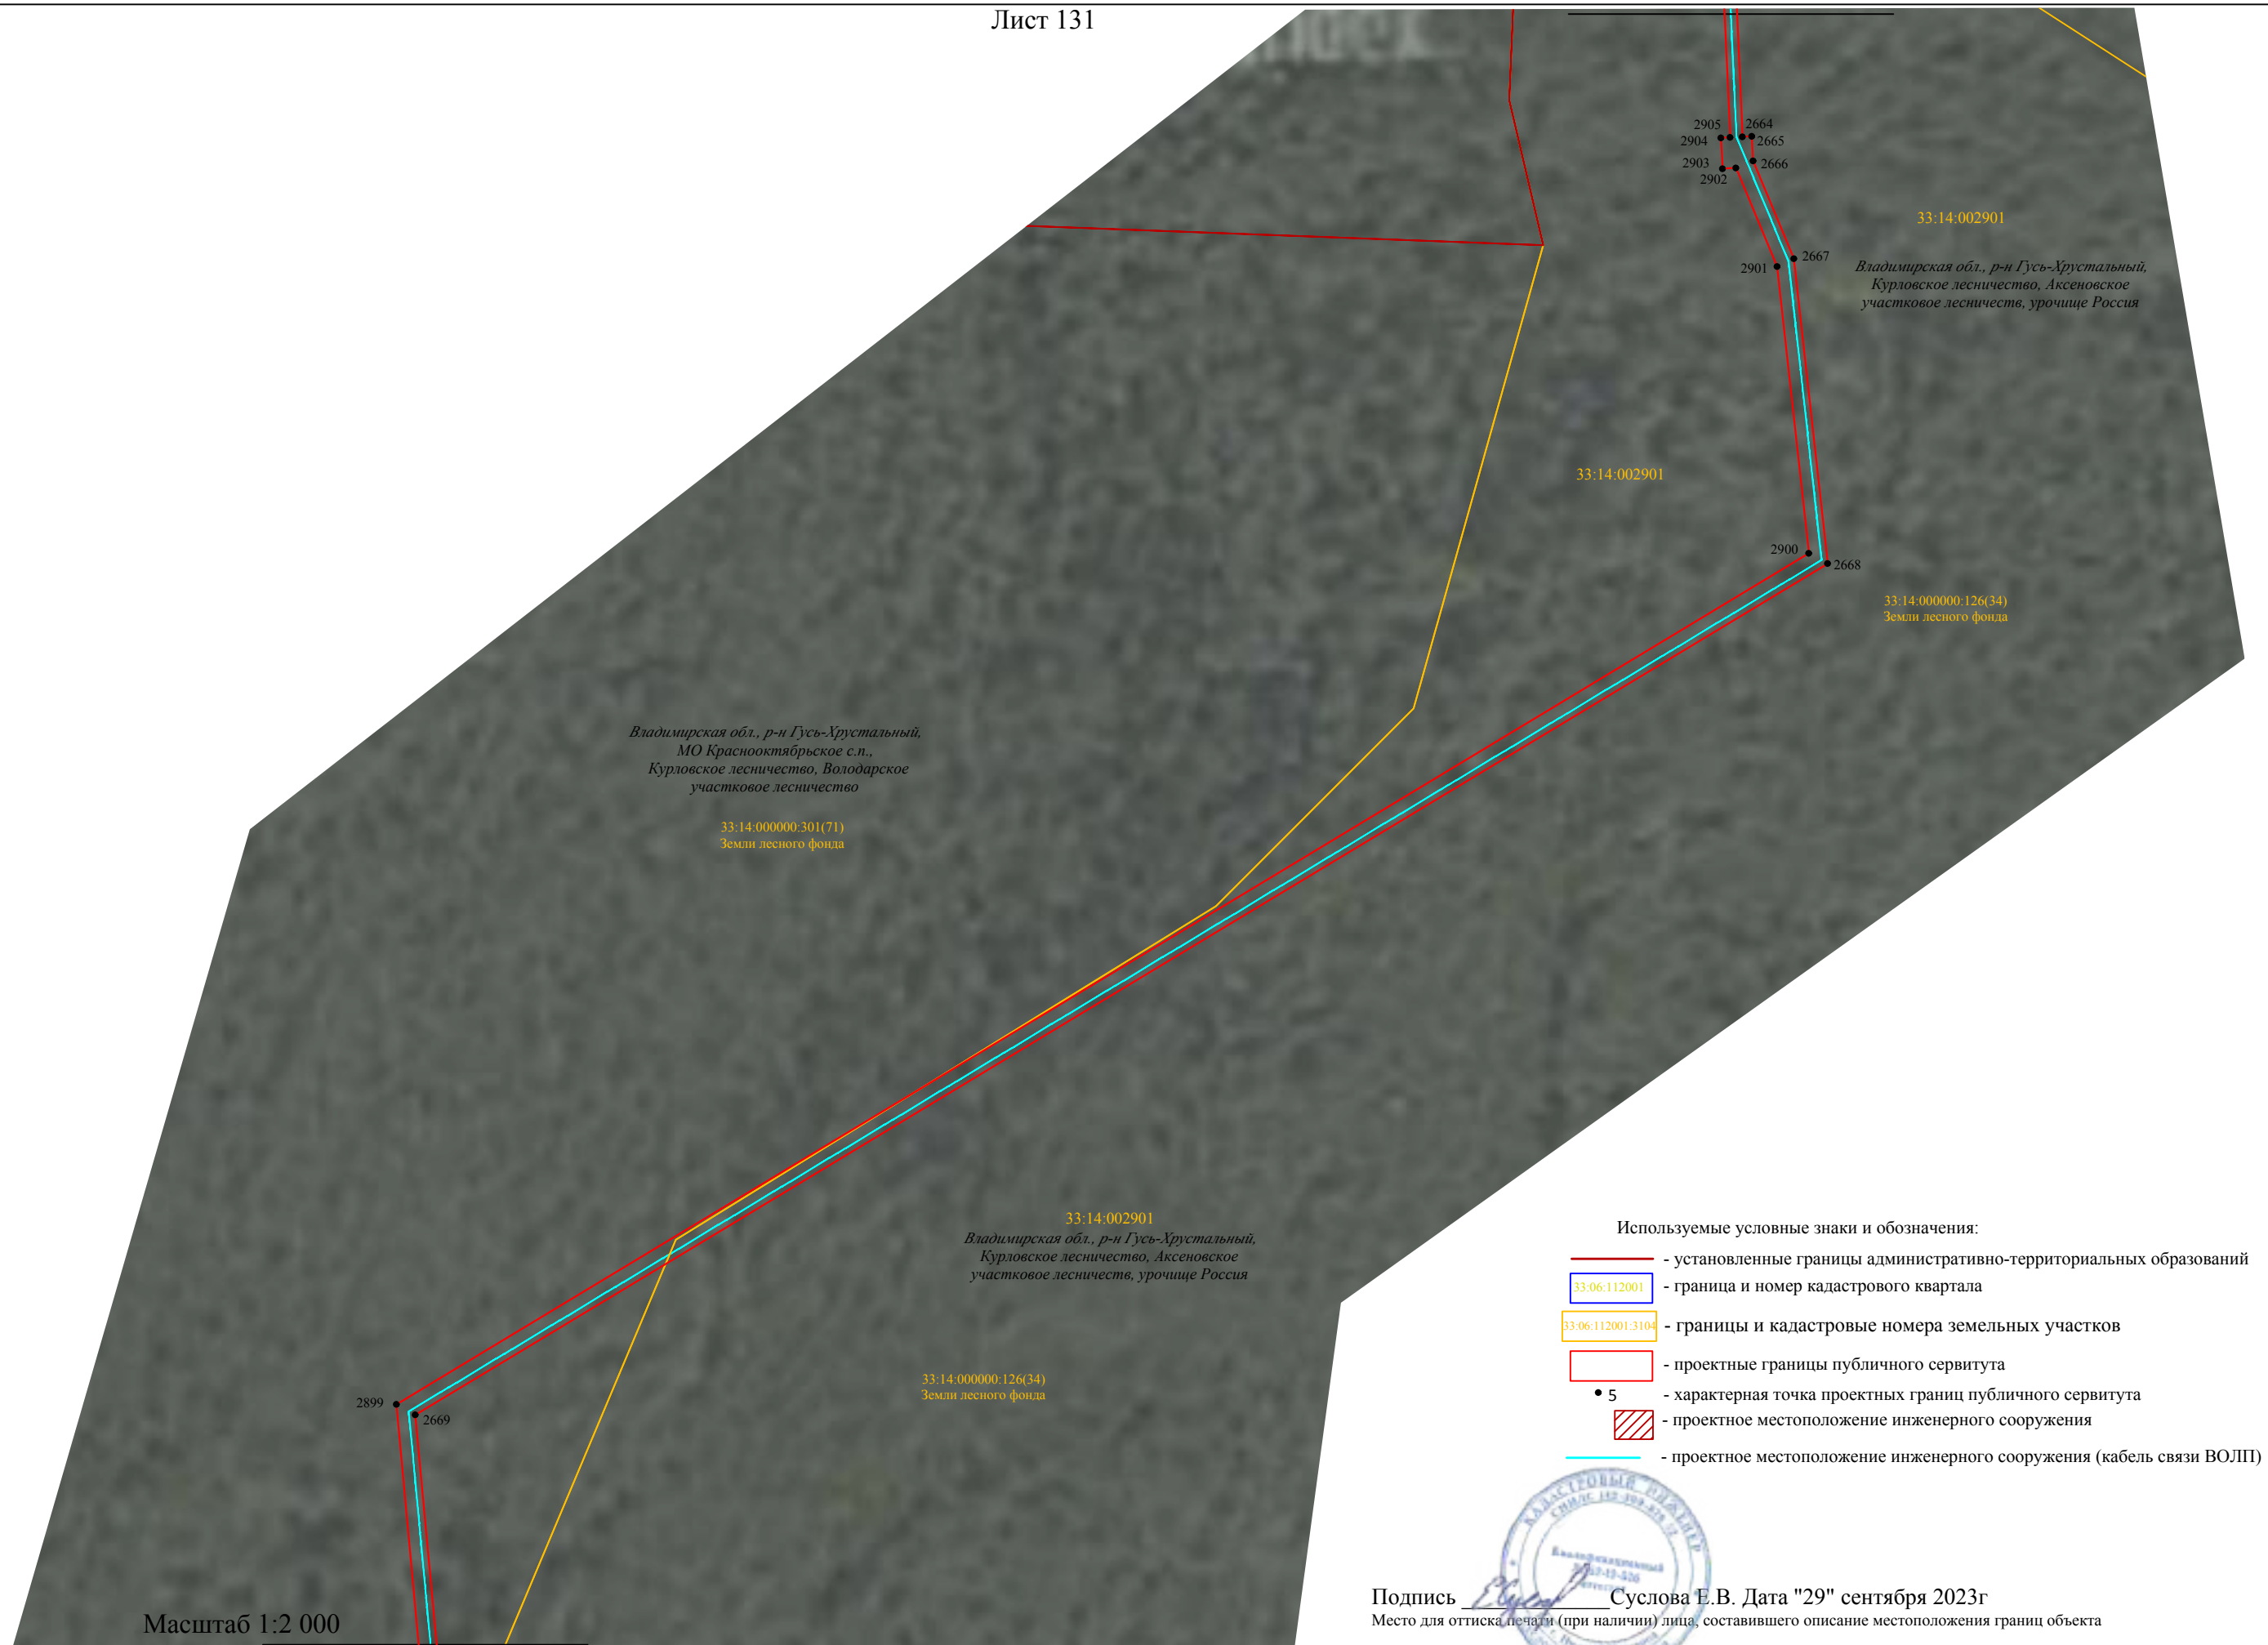 Лист 131
2905
2664
2904
2665
2903
2666
2902
33:14:002901
2667
2901
Владимирская обл., р-н Гусь-Хрустальный,
Курловское лесничество, Аксеновское
участковое лесничеств, урочище Россия
33:14:002901
2900
2668
33:14:000000:126(34)
Земли лесного фонда
Владимирская обл., р-н Гусь-Хрустальный,
МО Краснооктябрьское с.п.,
Курловское лесничество, Володарское
участковое лесничество
33:14:000000:301(71)
Земли лесного фонда
33:14:002901
Владимирская обл., р-н Гусь-Хрустальный,
Курловское лесничество, Аксеновское
участковое лесничеств, урочище Россия
33:14:000000:126(34)
Земли лесного фонда
2899
2669
Используемые условные знаки и обозначения:
- установленные границы административно-территориальных образований
33:06:112001 - граница и номер кадастрового квартала
33:06:112001:3104 - границы и кадастровые номера земельных участков
- проектные границы публичного сервитута
5 - характерная точка проектных границ публичного сервитута
- проектное местоположение инженерного сооружения
- проектное местоположение инженерного сооружения (кабель связи ВОЛП)
КАДАСТРОВЫЙ ИНЖЕНЕР
СНИЛС
Квалификационный
Подпись Суслова Е.В. Дата "29" сентября 2023г
Место для оттиска печати (при наличии) лица, составившего описание местоположения границ объекта
Масштаб 1:2 000